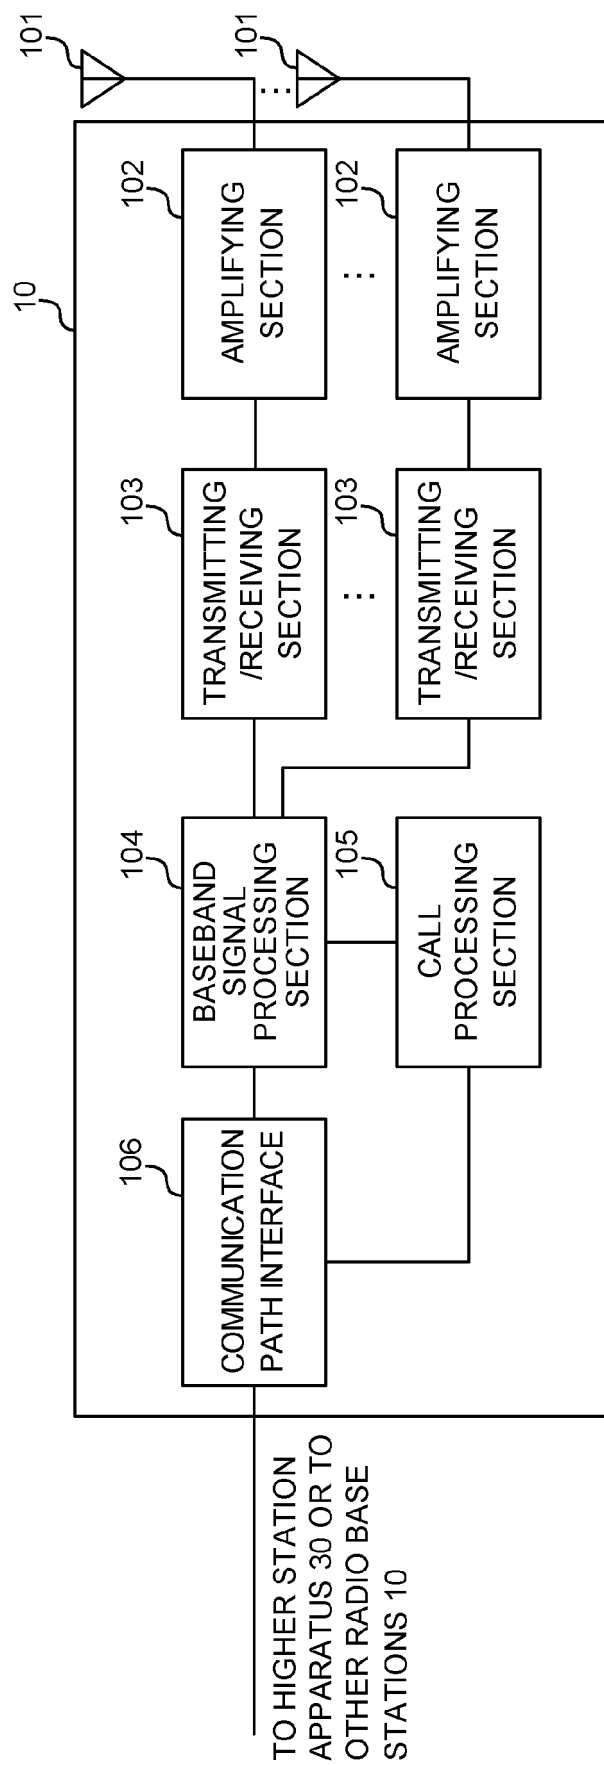 10
101
101
106
COMMUNICATION
PATH INTERFACE
104
BASEBAND
SIGNAL
PROCESSING
SECTION
103
TRANSMITTING
/RECEIVING
SECTION
102
AMPLIFYING
SECTION
...
...
...
105
CALL
PROCESSING
SECTION
103
TRANSMITTING
/RECEIVING
SECTION
102
AMPLIFYING
SECTION
TO HIGHER STATION
APPARATUS 30 OR TO
OTHER RADIO BASE
STATIONS 10